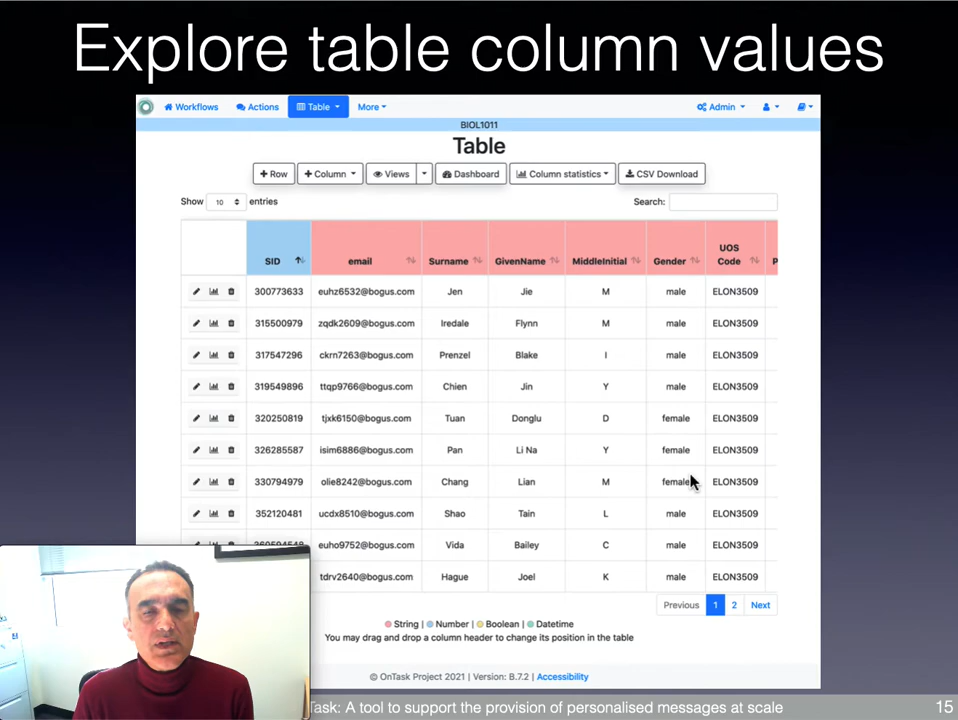 Explore table column values
Workflows Actions Table More Admin
BIOL1011
Table
+ Row + Column Views Dashboard Column statistics CSV Download
Show 10 entries Search:
SID email Surname GivenName MiddleInitial Gender UOS Code P
300773633 euhz6532@bogus.com Jen Jie M male ELON3509
315500979 zqdk2609@bogus.com Iredale Flynn M male ELON3509
317547296 ckrn7263@bogus.com Prenzel Blake I male ELON3509
319549896 ttqp9766@bogus.com Chien Jin Y male ELON3509
320250819 tjxk6150@bogus.com Tuan Donglu D female ELON3509
326285587 isim6886@bogus.com Pan Li Na Y female ELON3509
330794979 olie8242@bogus.com Chang Lian M female ELON3509
352120481 ucdx8510@bogus.com Shao Tain L male ELON3509
euho9752@bogus.com Vida Bailey C male ELON3509
tdrv2640@bogus.com Hague Joel K male ELON3509
Previous 1 2 Next
String | Number | Boolean | Datetime
You may drag and drop a column header to change its position in the table
© OnTask Project 2021 | Version: B.7.2 | Accessibility
Task: A tool to support the provision of personalised messages at scale 15